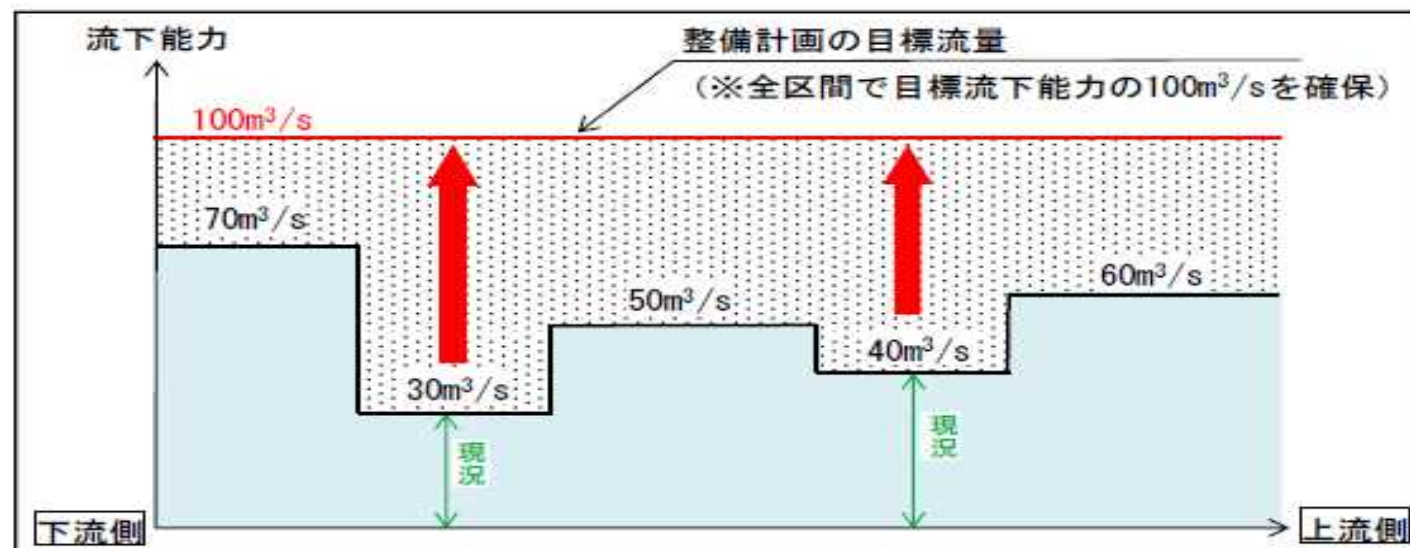 流下能力
整備計画の目標流量
(※全区間で目標流下能力の100m³/sを確保)
100m³/s
70m³/s
60m³/s
50m³/s
40m³/s
30m³/s
現況
現況
下流側
上流側